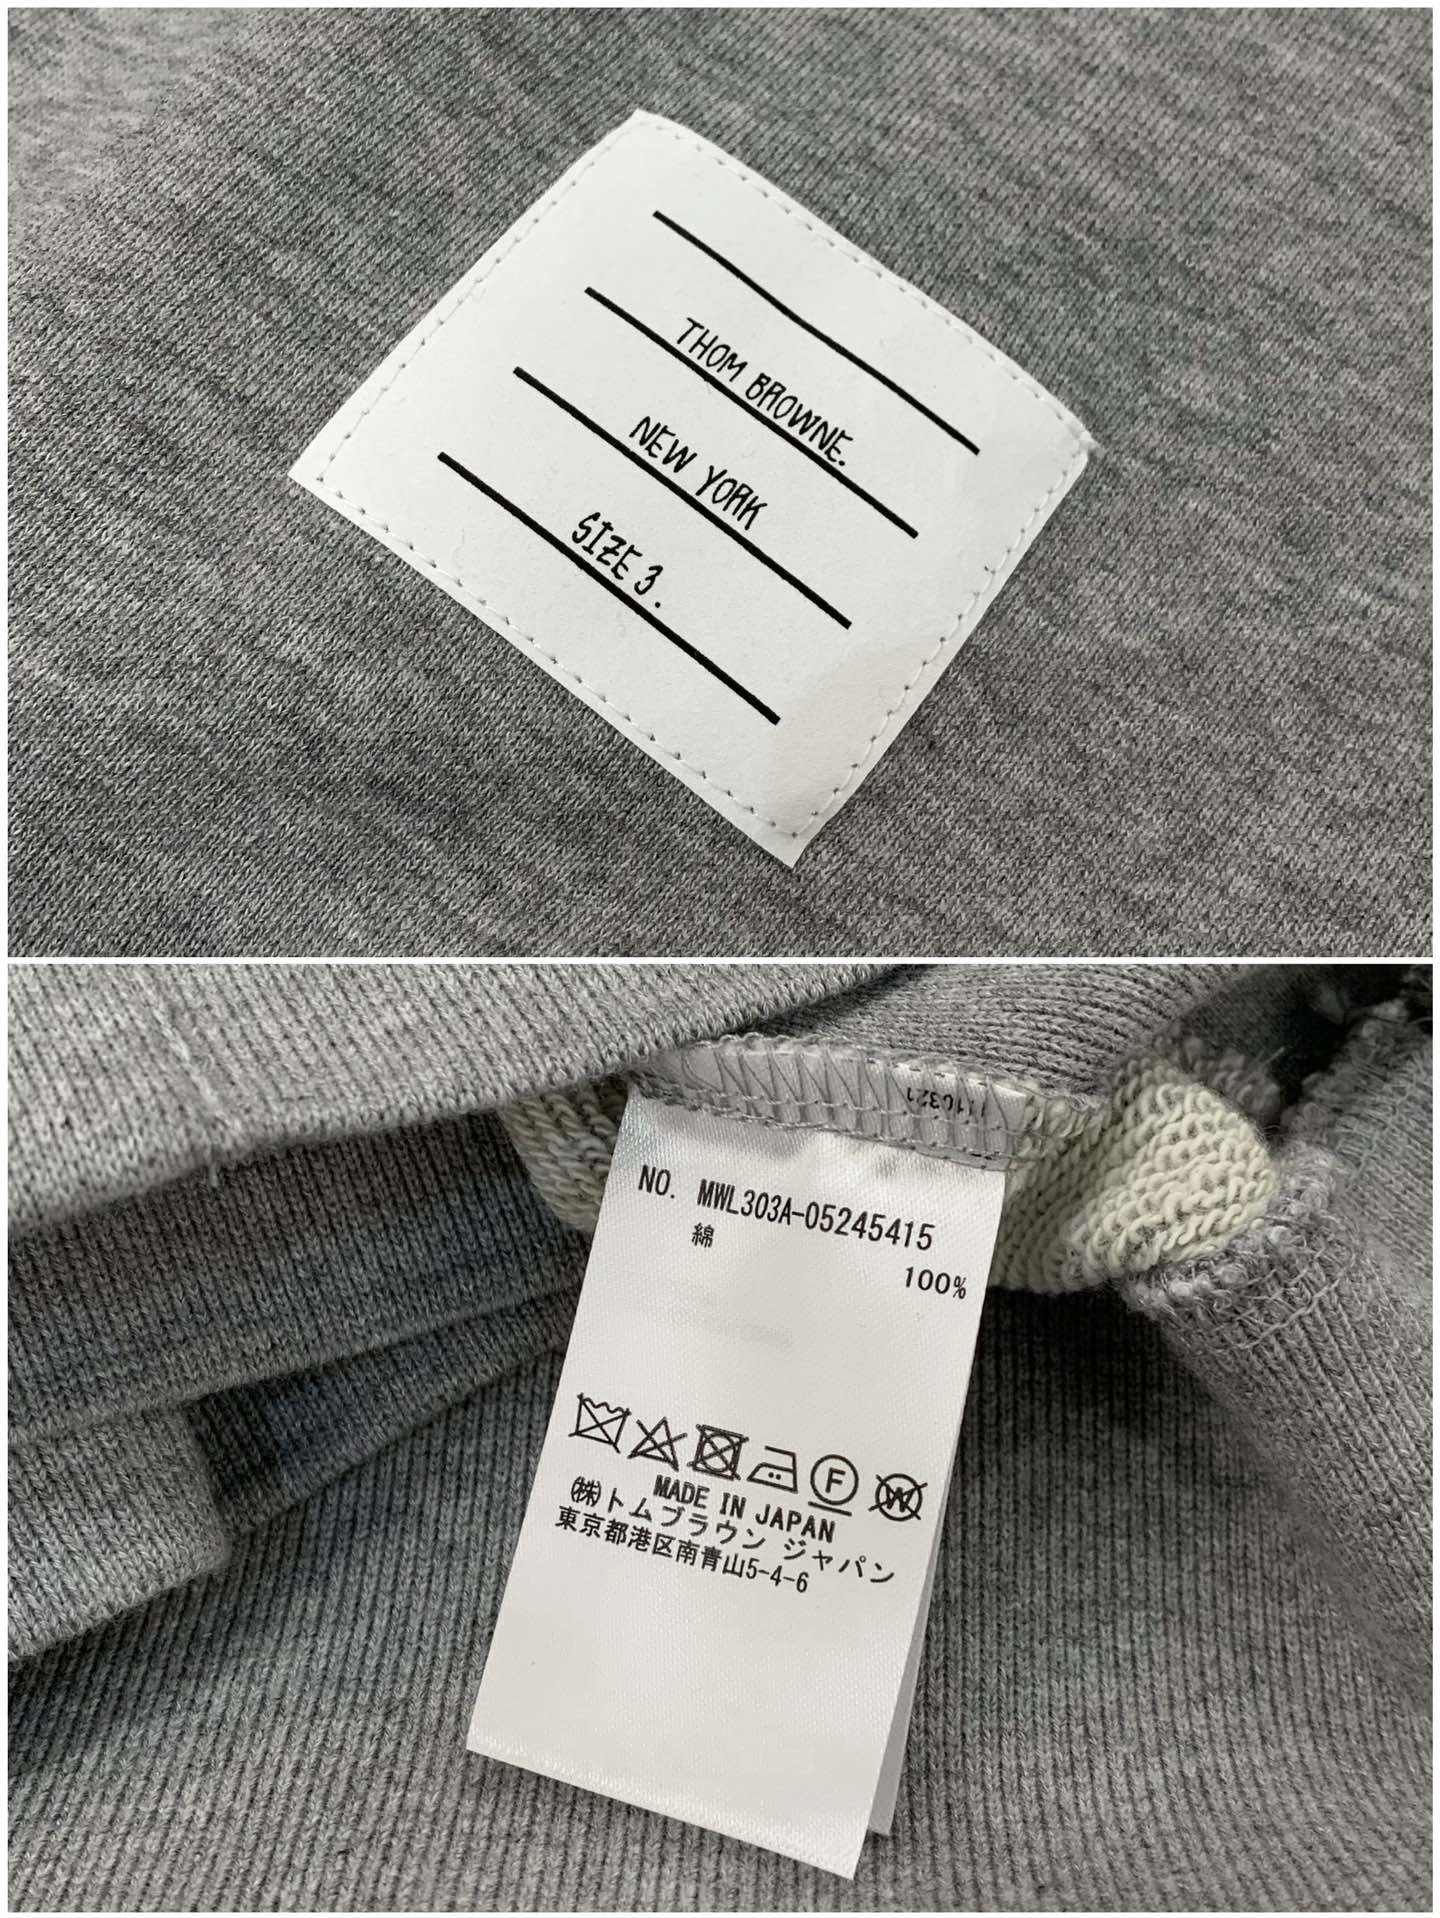 THOM BROWNE.
NEW YORK
SIZE 3.
NO. MWL303A-05245415
綿
100%
F W
MADE IN JAPAN
㈱トムブラウン ジャパン
東京都港区南青山5-4-6